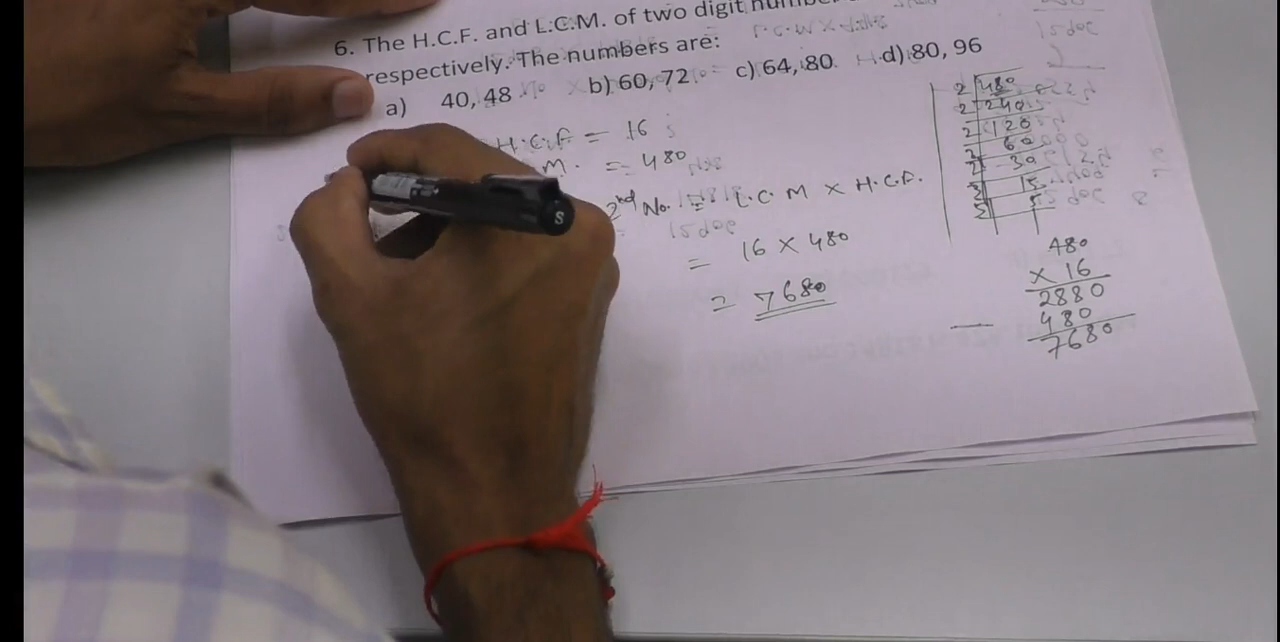 6. The H.C.F. and L.C.M. of two digit number
respectively. The numbers are:
a) 40, 48 b) 60, 72 c) 64, 80 d) 80, 96
H.C.F = 16
M. = 480
2nd No. = L.C M X H.C.F.
= 16 X 480
= 7680
2 480
2 240
2 120
2 60
2 30
3 15
5 5
480
X 16
2880
480
7680
S